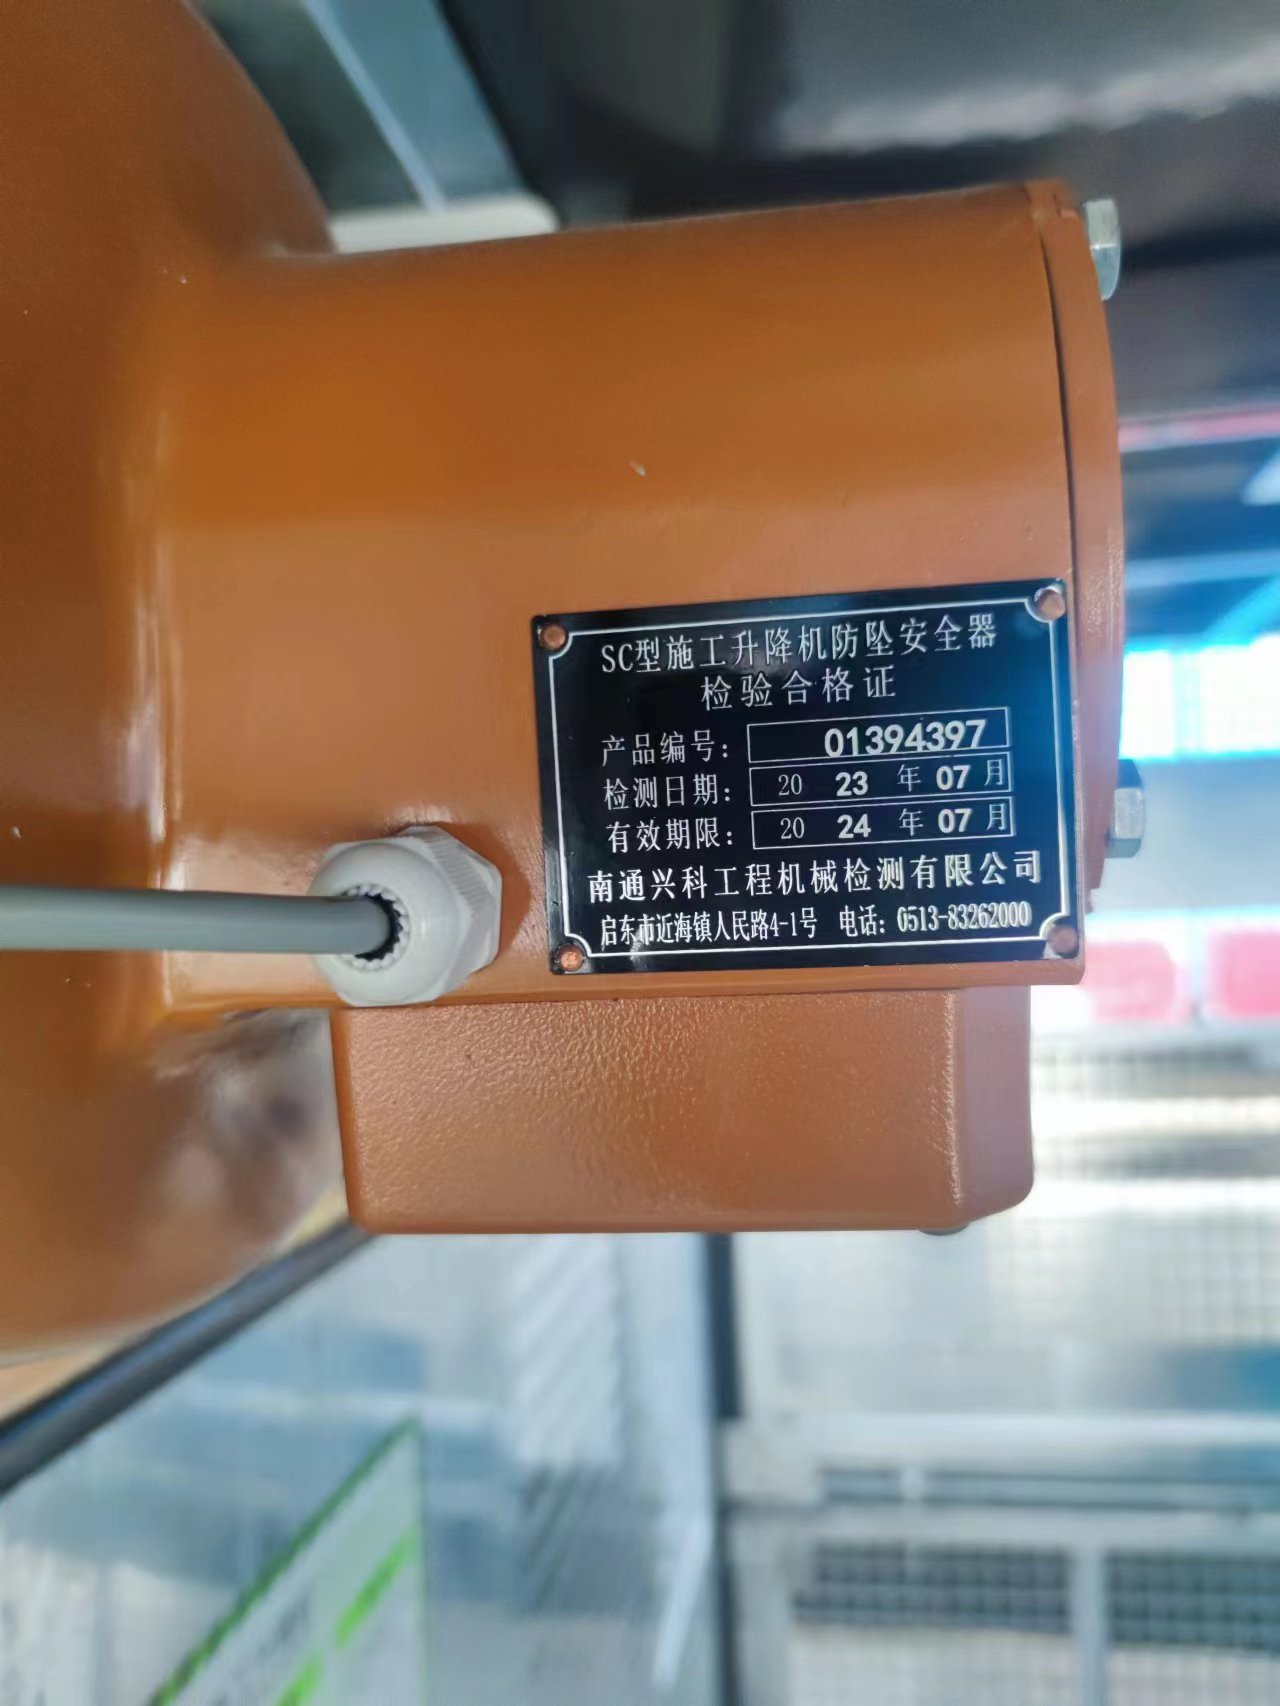 SC型施工升降机防坠安全器
检验合格证
产品编号： 01394397
检测日期： 20 23 年 07 月
有效期限： 20 24 年 07 月
南通兴科工程机械检测有限公司
启东市近海镇人民路4-1号 电话：0513-83262000